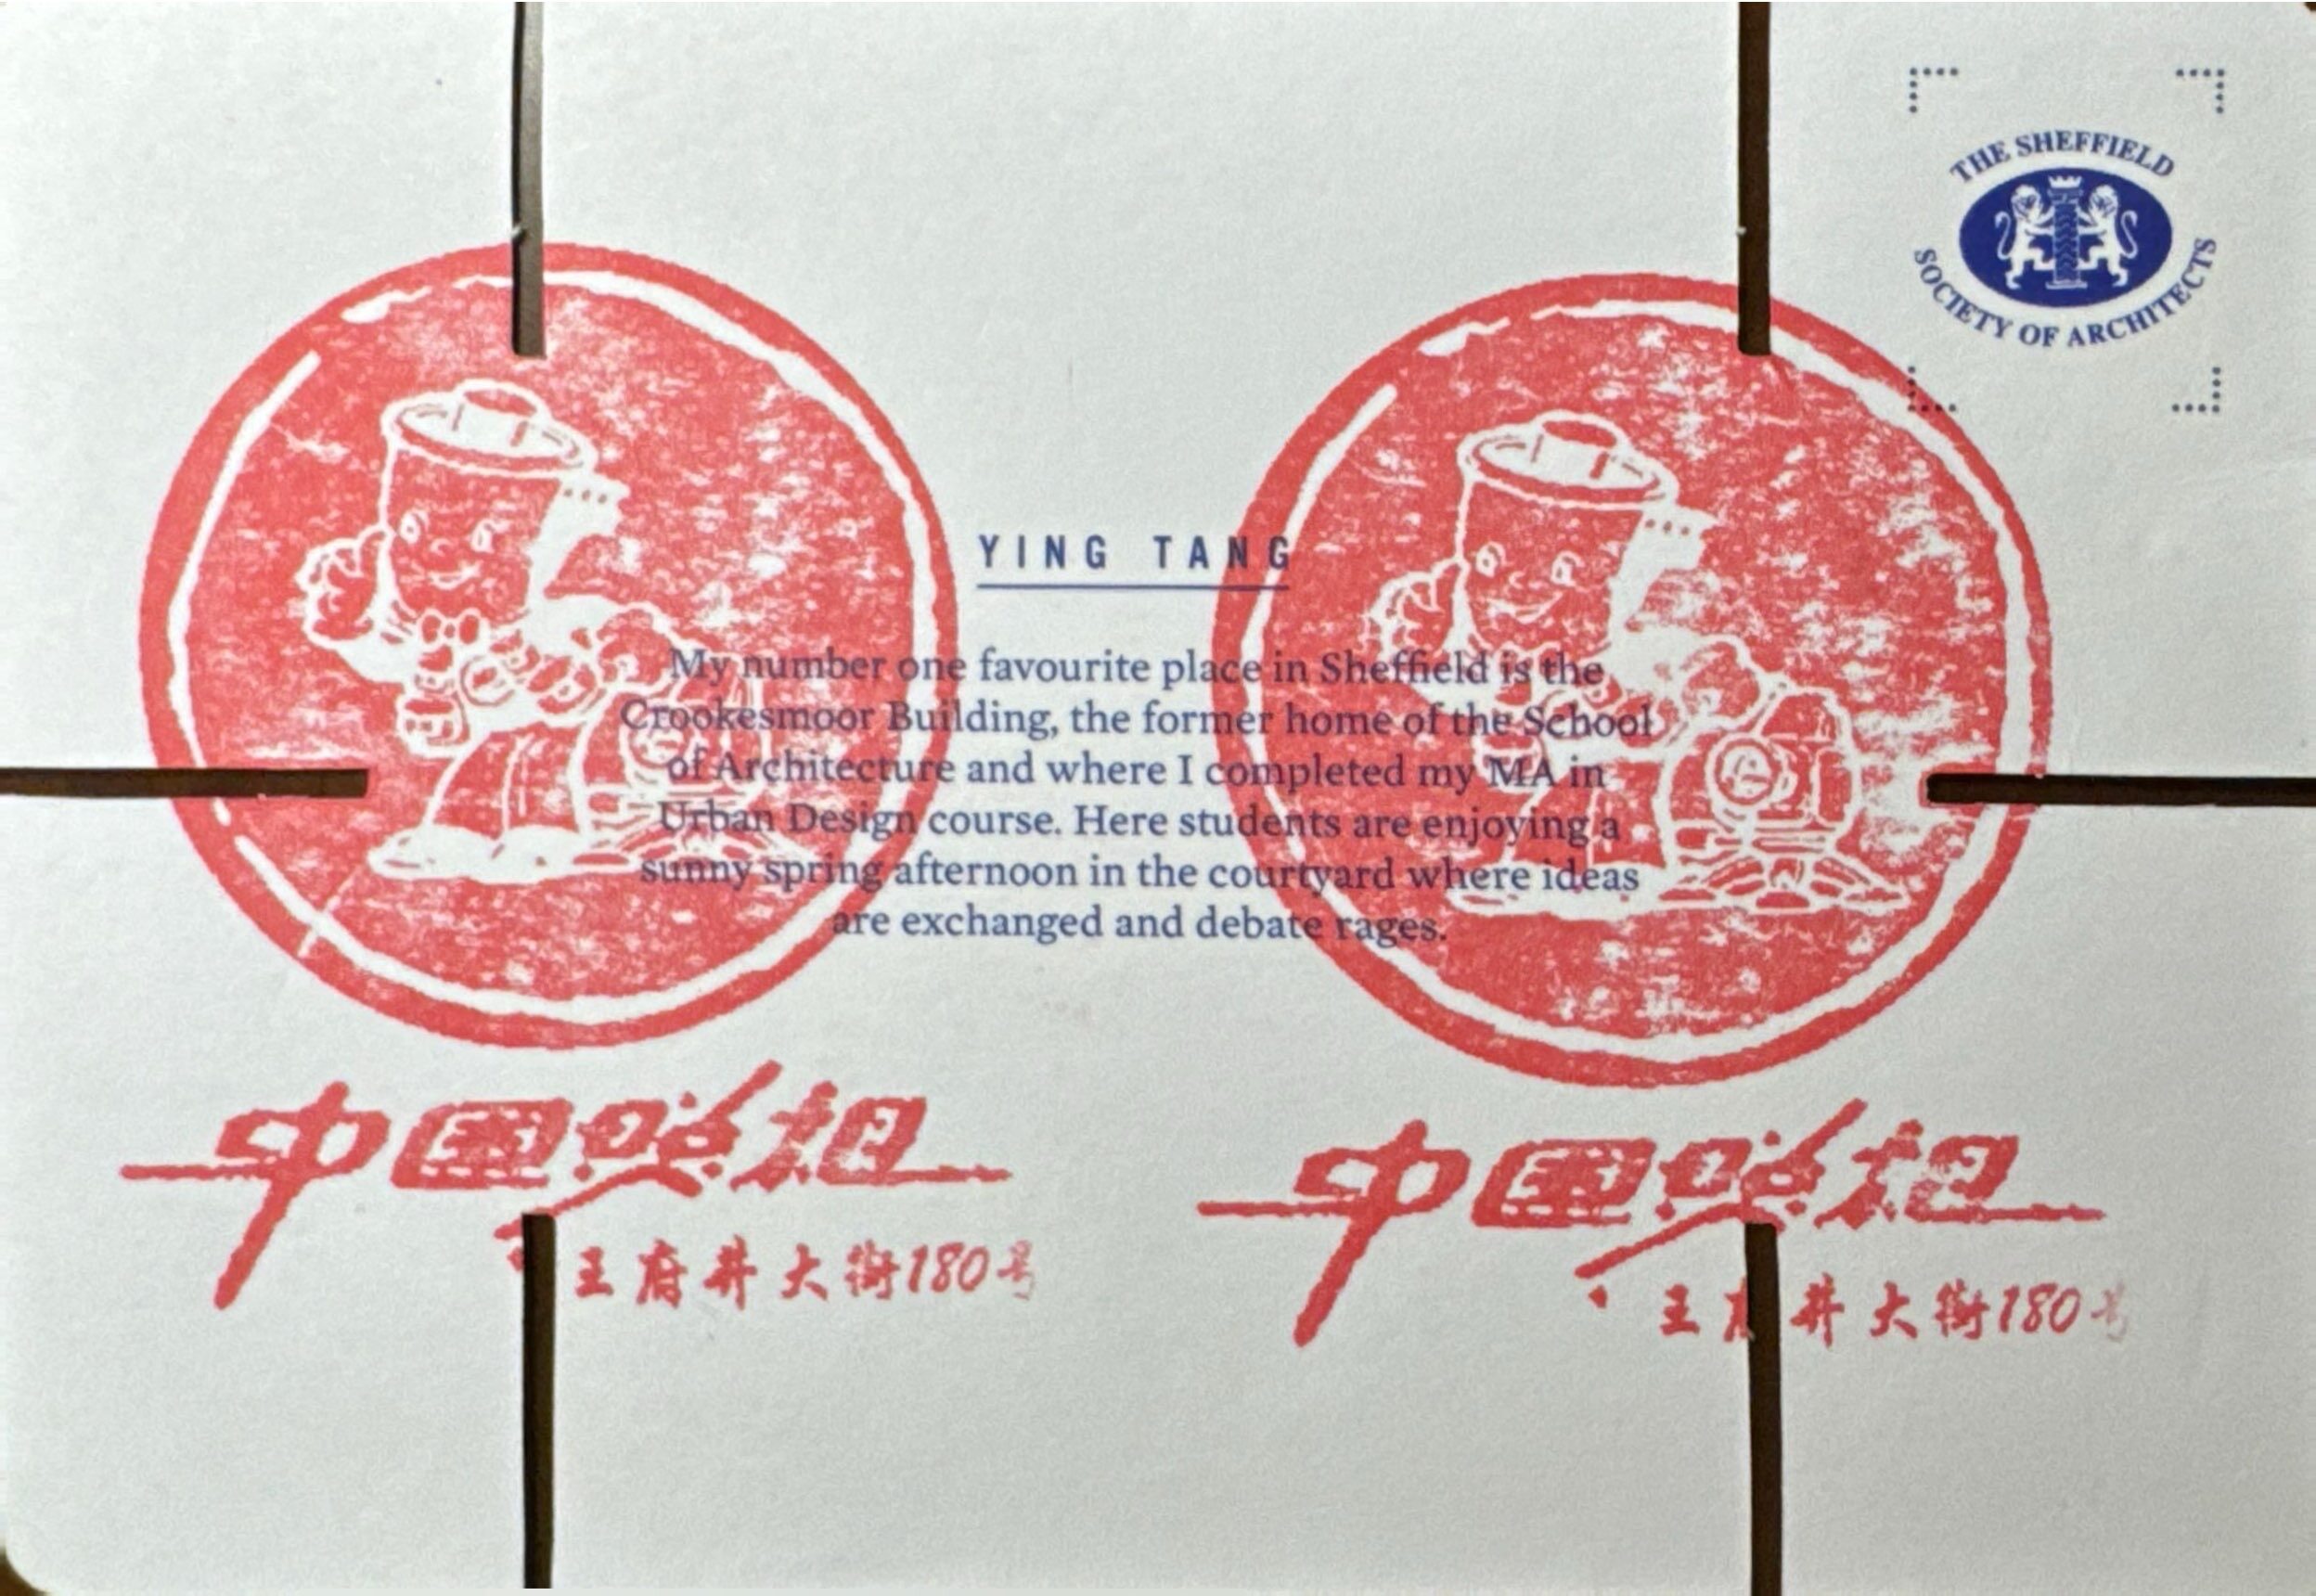 THE SHEFFIELD
SOCIETY OF ARCHITECTS
YING TANG
My number one favourite place in Sheffield is the
Crookesmoor Building, the former home of the School
of Architecture and where I completed my MA in
Urban Design course. Here students are enjoying a
sunny spring afternoon in the courtyard where ideas
are exchanged and debate rages.
中国照相
王府井大街180号
中国照相
王府井大街180号